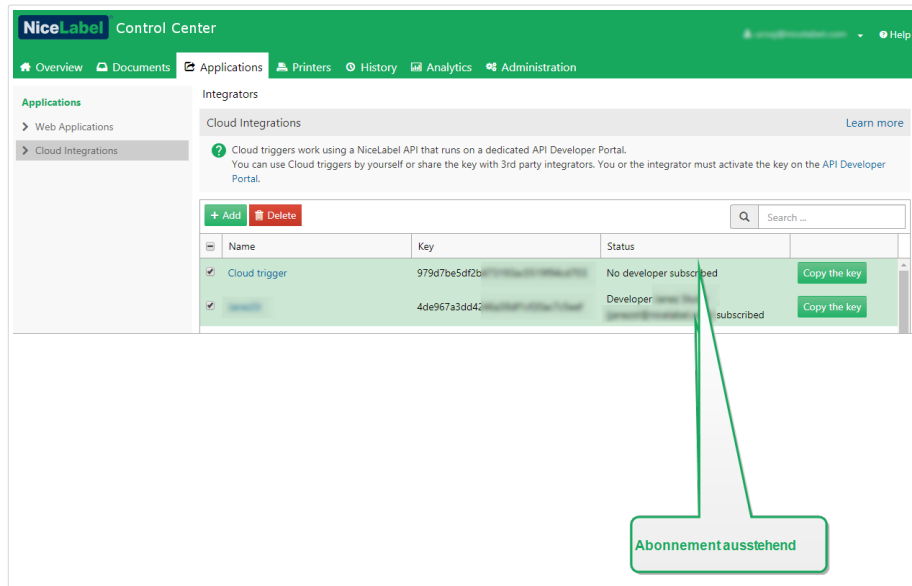 NiceLabel Control Center
Help
Overview Documents Applications Printers History Analytics Administration
Applications
Web Applications
Cloud Integrations
Integrators
Cloud Integrations Learn more
Cloud triggers work using a NiceLabel API that runs on a dedicated API Developer Portal.
You can use Cloud triggers by yourself or share the key with 3rd party integrators. You or the integrator must activate the key on the API Developer
Portal.
+ Add Delete Search ...
Name Key Status
Cloud trigger 979d7be5df2b No developer subscribed Copy the key
4de967a3dd42 Developer subscribed Copy the key
Abonnement ausstehend